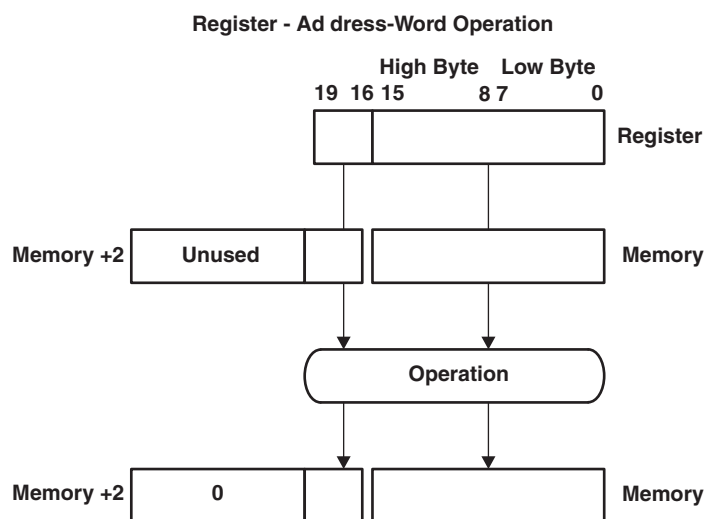 Register - Ad dress-Word Operation
High Byte Low Byte
19 16 15 8 7 0
Register
Memory +2 Unused Memory
Operation
Memory +2 0 Memory